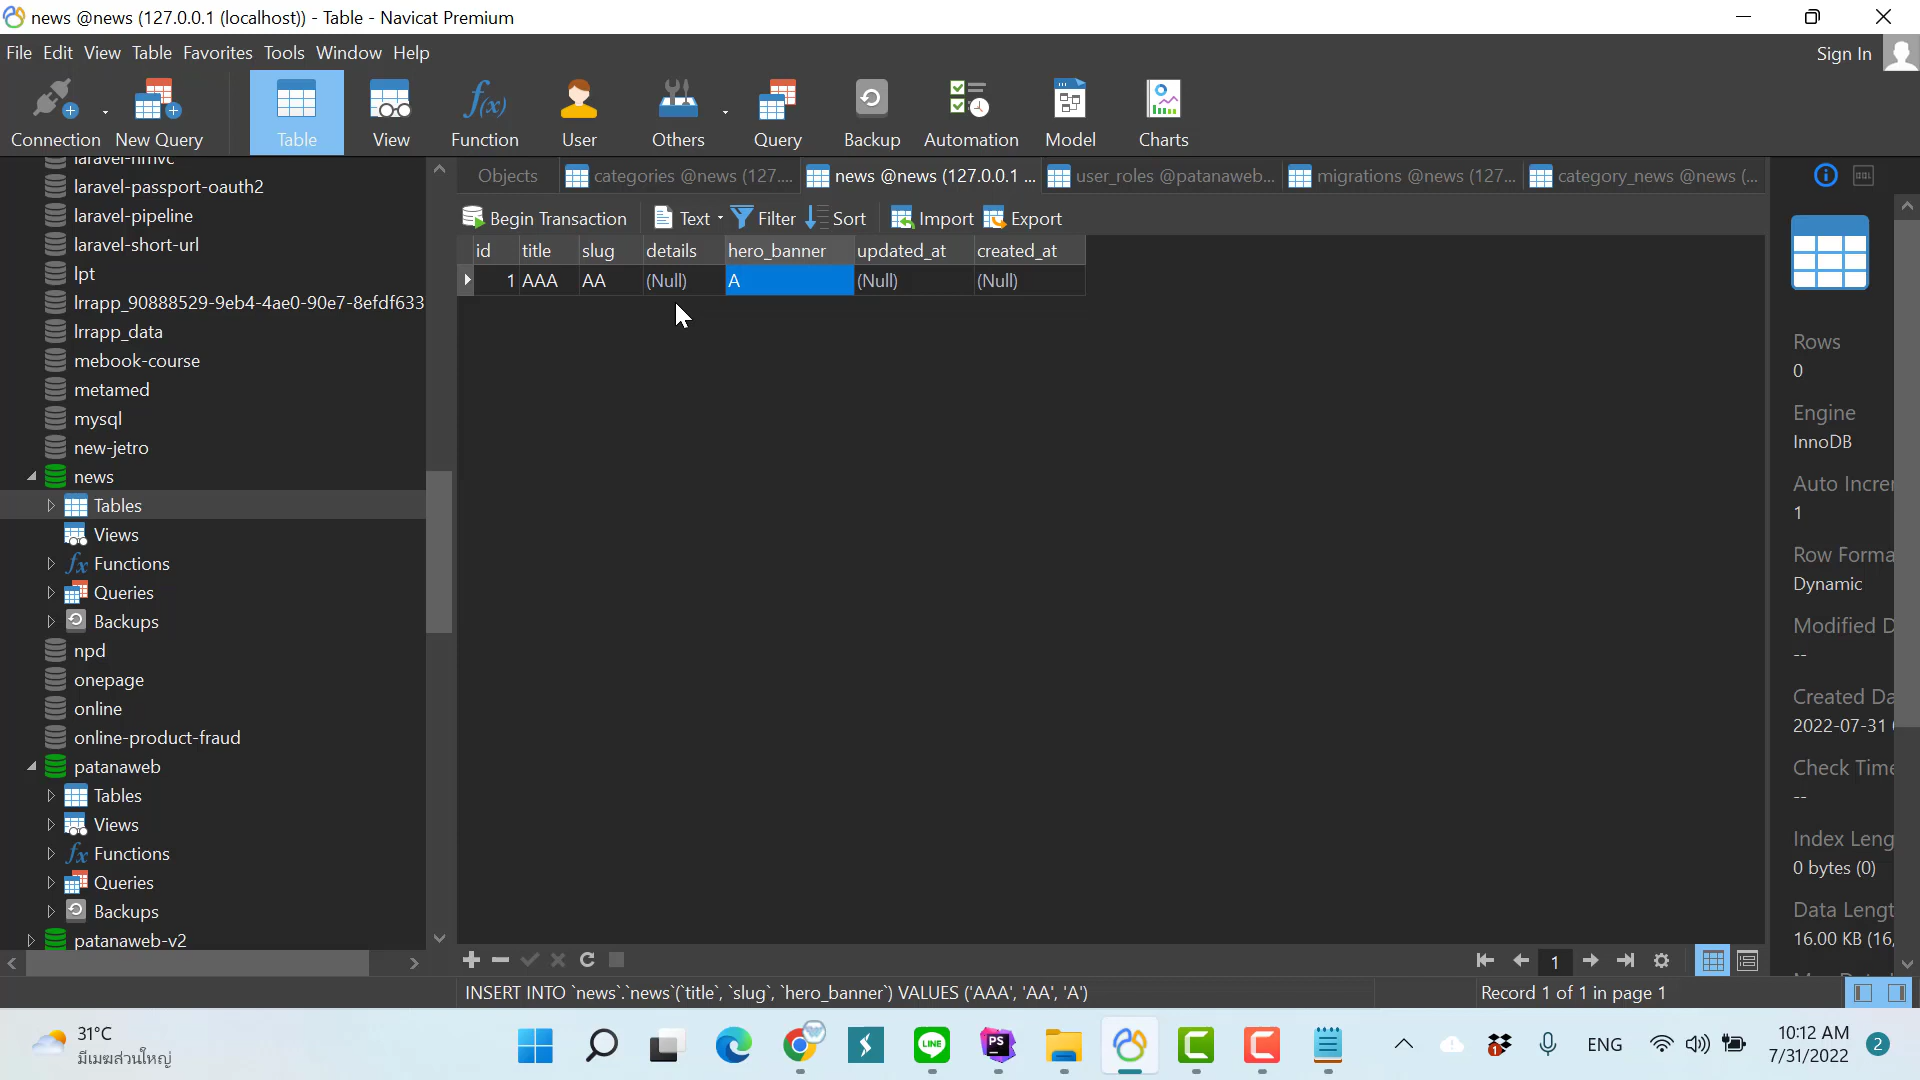 news @news (127.0.0.1 (localhost)) - Table - Navicat Premium
File Edit View Table Favorites Tools Window Help
Sign In
Connection New Query Table View Function User Others Query Backup Automation Model Charts
laravel-hmvc
laravel-passport-oauth2
laravel-pipeline
laravel-short-url
lpt
lrrapp_90888529-9eb4-4ae0-90e7-8efdf633
lrrapp_data
mebook-course
metamed
mysql
new-jetro
news
Tables
Views
Functions
Queries
Backups
npd
onepage
online
online-product-fraud
patanaweb
Tables
Views
Functions
Queries
Backups
patanaweb-v2
Objects categories @news (127.... news @news (127.0.0.1 ... user_roles @patanaweb... migrations @news (127... category_news @news (...
Begin Transaction Text Filter Sort Import Export
id title slug details hero_banner updated_at created_at
1 AAA AA (Null) A (Null) (Null)
Rows
0
Engine
InnoDB
Auto Increr
1
Row Forma
Dynamic
Modified D
--
Created Da
2022-07-31
Check Time
--
Index Leng
0 bytes (0)
Data Lengt
16.00 KB (16,
1
INSERT INTO `news`.`news`(`title`, `slug`, `hero_banner`) VALUES ('AAA', 'AA', 'A')
Record 1 of 1 in page 1
31°C
มีเมฆส่วนใหญ่
LINE
PS
1
ENG
10:12 AM
7/31/2022
2